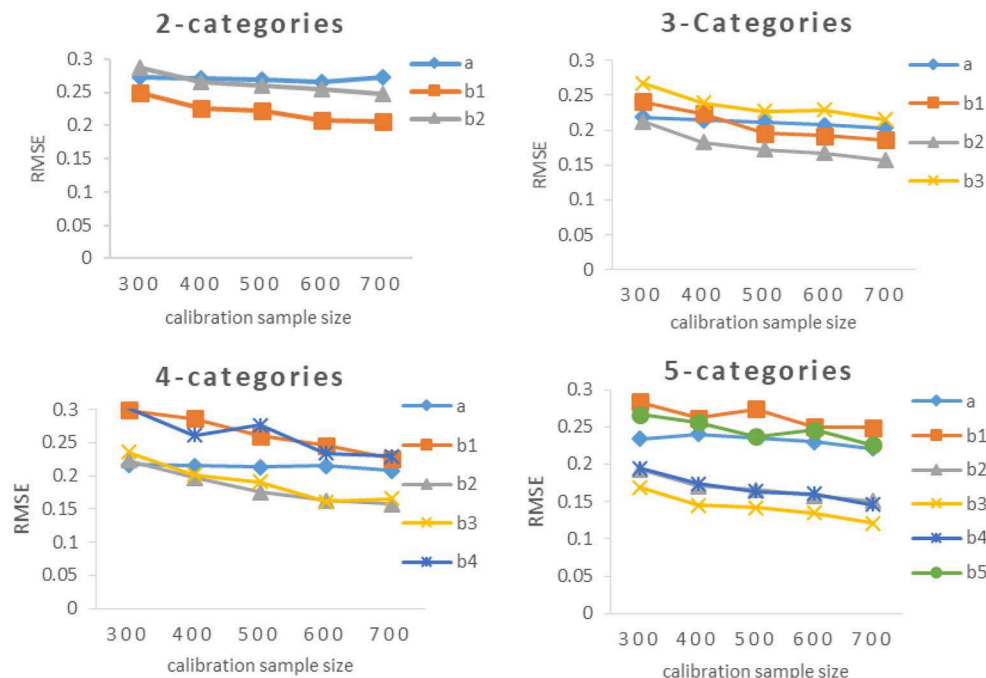 2-categories
0.3
0.25
0.2
0.15
0.1
0.05
0
RMSE
300 400 500 600 700
calibration sample size
a
b1
b2
3-Categories
0.3
0.25
0.2
0.15
0.1
0.05
0
RMSE
300 400 500 600 700
calibration sample size
a
b1
b2
b3
4-categories
0.3
0.25
0.2
0.15
0.1
0.05
0
RMSE
300 400 500 600 700
calibration sample size
a
b1
b2
b3
b4
5-categories
0.3
0.25
0.2
0.15
0.1
0.05
0
RMSE
300 400 500 600 700
calibration sample size
a
b1
b2
b3
b4
b5